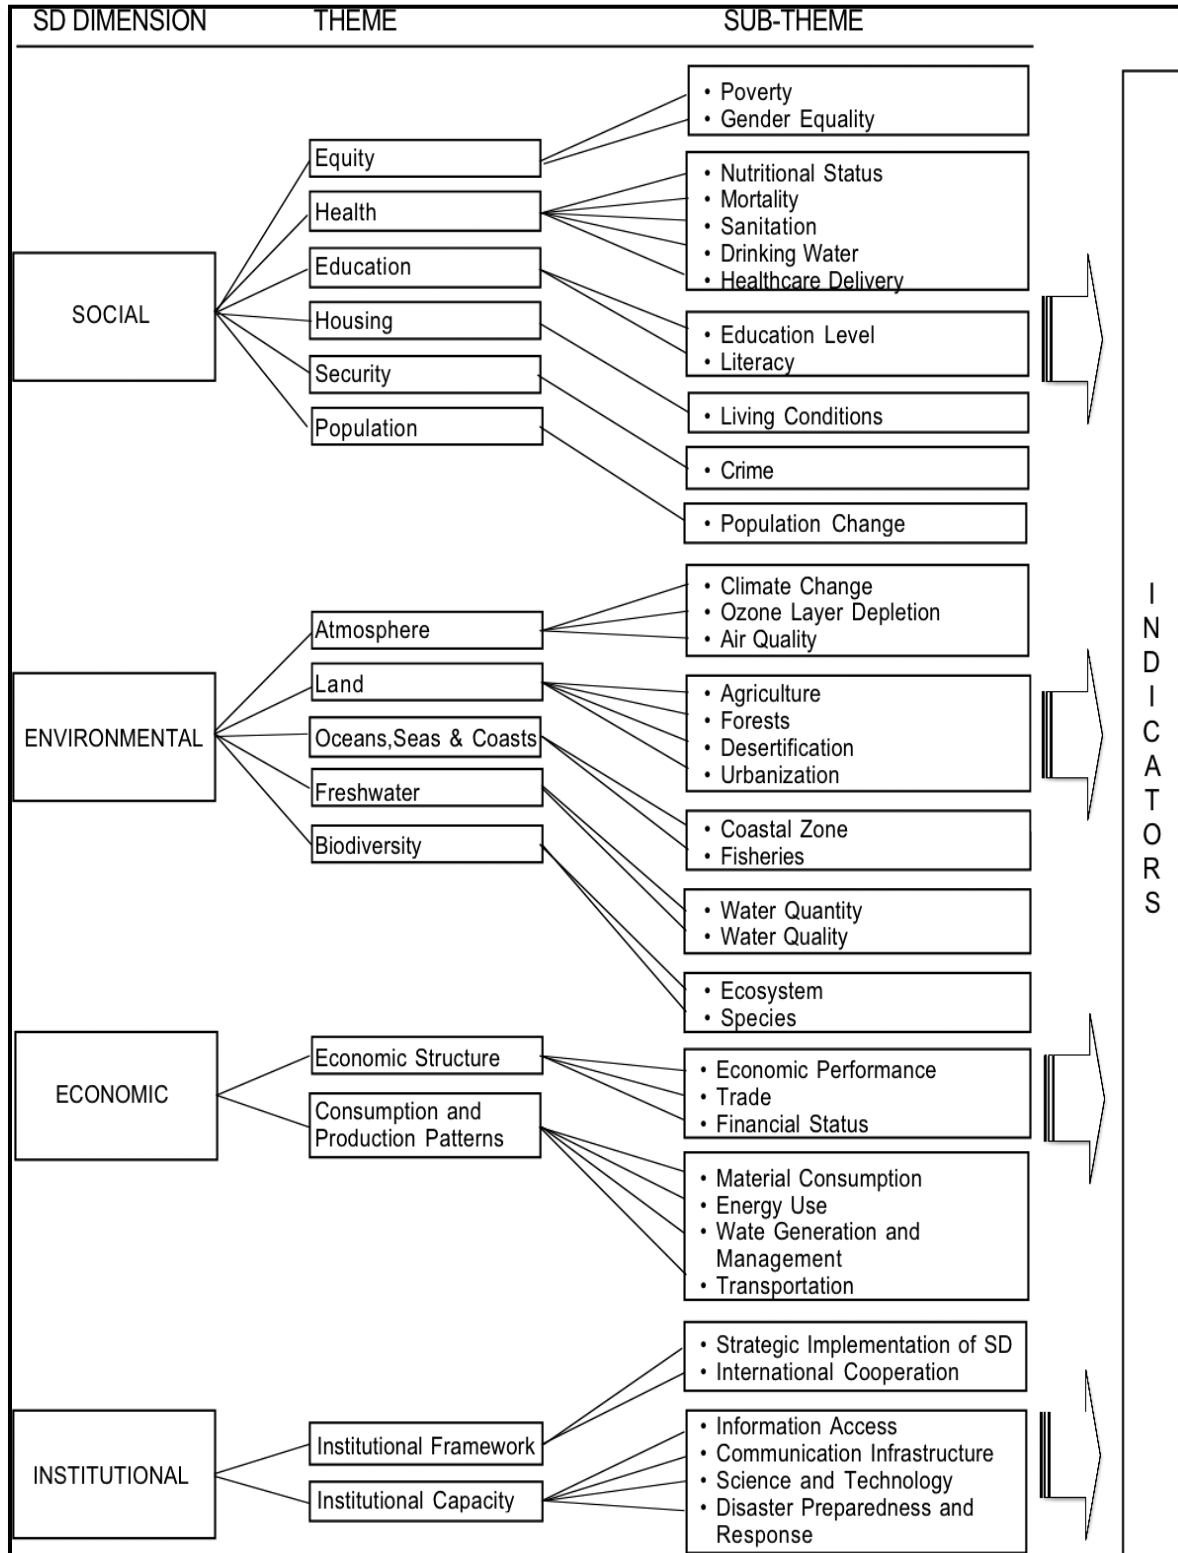 SD DIMENSION THEME SUB-THEME
SOCIAL
Equity
Health
Education
Housing
Security
Population
• Poverty
• Gender Equality
• Nutritional Status
• Mortality
• Sanitation
• Drinking Water
• Healthcare Delivery
• Education Level
• Literacy
• Living Conditions
• Crime
• Population Change
ENVIRONMENTAL
Atmosphere
Land
Oceans,Seas & Coasts
Freshwater
Biodiversity
• Climate Change
• Ozone Layer Depletion
• Air Quality
• Agriculture
• Forests
• Desertification
• Urbanization
• Coastal Zone
• Fisheries
• Water Quantity
• Water Quality
• Ecosystem
• Species
ECONOMIC
Economic Structure
Consumption and
Production Patterns
• Economic Performance
• Trade
• Financial Status
• Material Consumption
• Energy Use
• Wate Generation and
Management
• Transportation
INSTITUTIONAL
Institutional Framework
Institutional Capacity
• Strategic Implementation of SD
• International Cooperation
• Information Access
• Communication Infrastructure
• Science and Technology
• Disaster Preparedness and
Response
INDICATORS